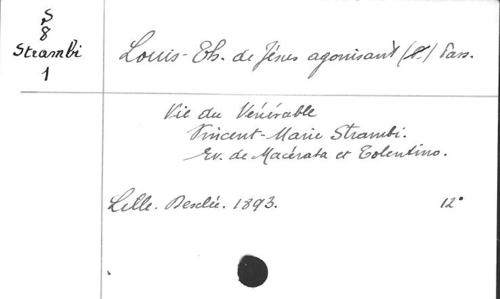 S
8
Strambi
1
Louis-Th. de Jésus agonisant (P.) Pass.
Vie du Vénérable
Vincent-Marie Strambi.
Ev. de Macérata et Tolentino.
Lille. Desclée. 1893. 12°